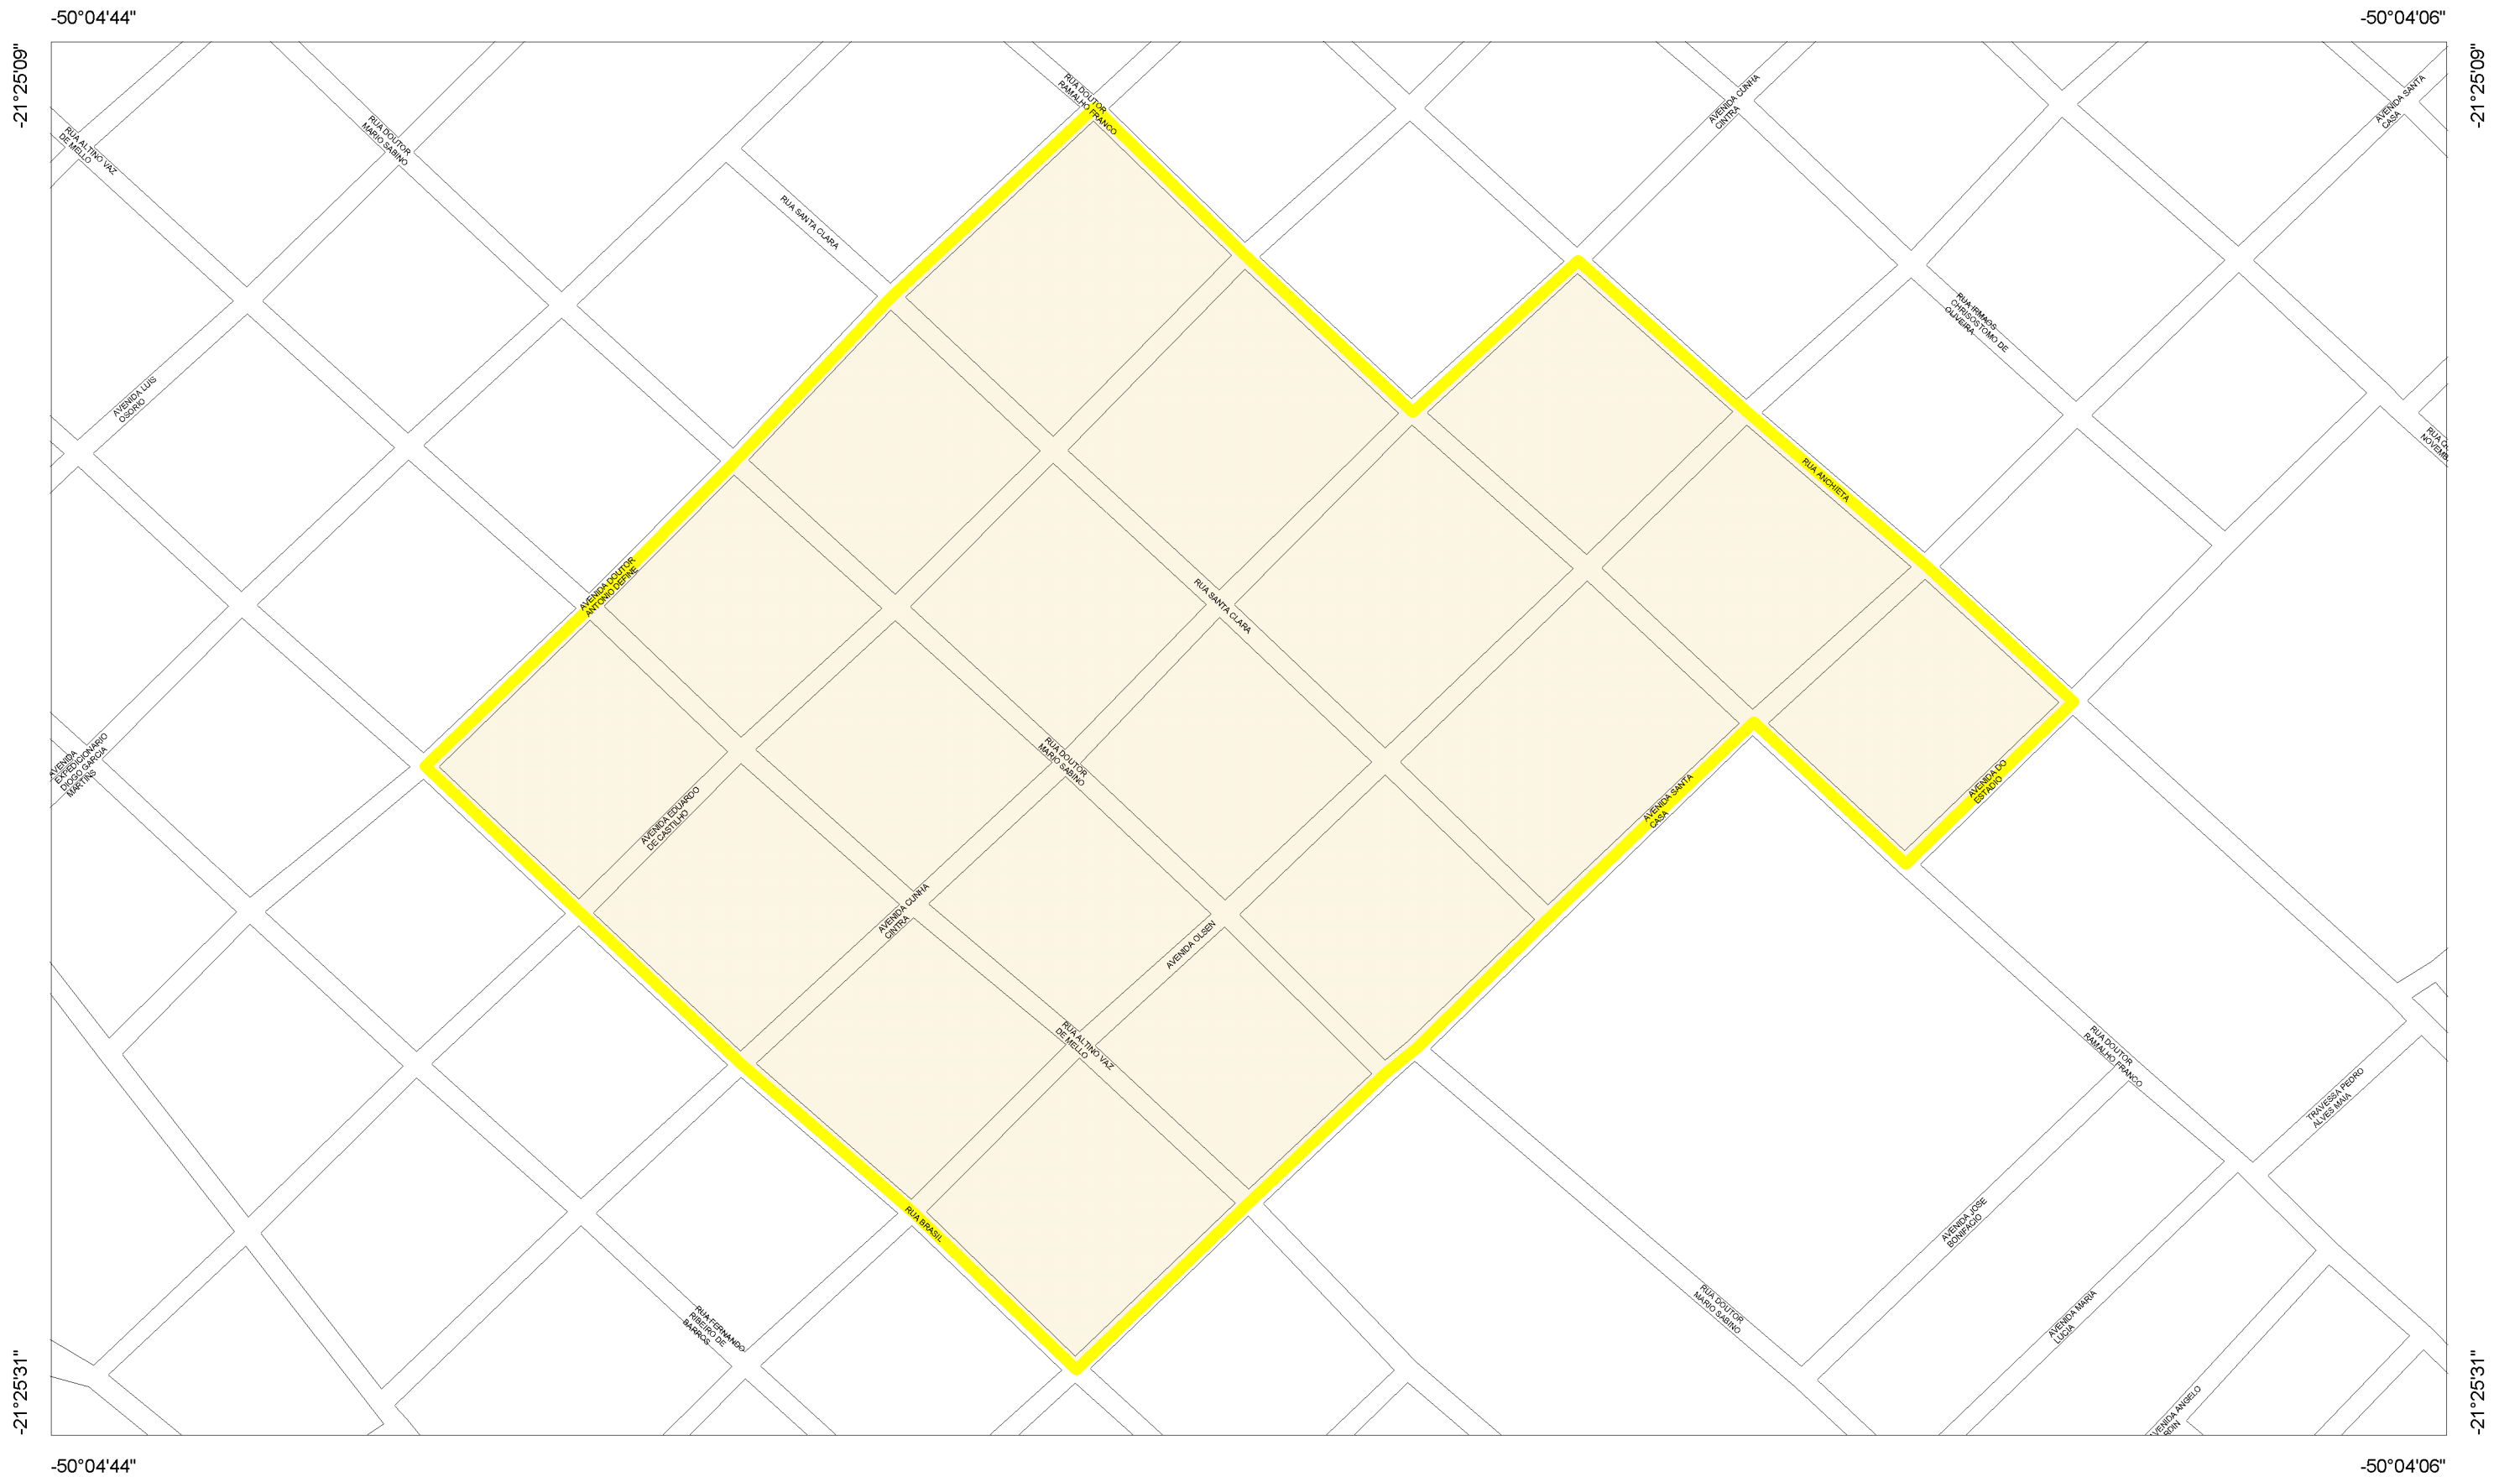 -50°04'44"
-50°04'06"
-21°25'09"
-21°25'09"
RUA DOUTOR
RAMALHO FRANCO
AVENIDA CUNHA
CINTRA
AVENIDA SANTA
CASA
RUA ALTINO VAZ
DE MELLO
RUA DOUTOR
MARIO SABINO
RUA SANTA CLARA
RUA IRMAOS
CHRISOSTOMO DE
OLIVEIRA
AVENIDA LUIS
OSORIO
RUA
NOVEMB
RUA ANCHIETA
AVENIDA DOUTOR
ANTONIO DEFINE
RUA SANTA CLARA
AVENIDA
EXPEDICIONARIO
DIOGO GARCIA
MARTINS
RUA DOUTOR
MARIO SABINO
AVENIDA EDUARDO
DE CASTILHO
AVENIDA SANTA
CASA
AVENIDA DO
ESTADIO
AVENIDA CUNHA
CINTRA
AVENIDA OLSEN
RUA ALTINO VAZ
DE MELLO
RUA DOUTOR
RAMALHO FRANCO
TRAVESSA PEDRO
ALVES MAIA
RUA BRASIL
AVENIDA JOSE
BONIFACIO
RUA FERNANDO
RIBEIRO DE
BARROS
RUA DOUTOR
MARIO SABINO
AVENIDA MARIA
LUCIA
VENIDA ANGELO
RDIN
-21°25'31"
-21°25'31"
-50°04'44"
-50°04'06"